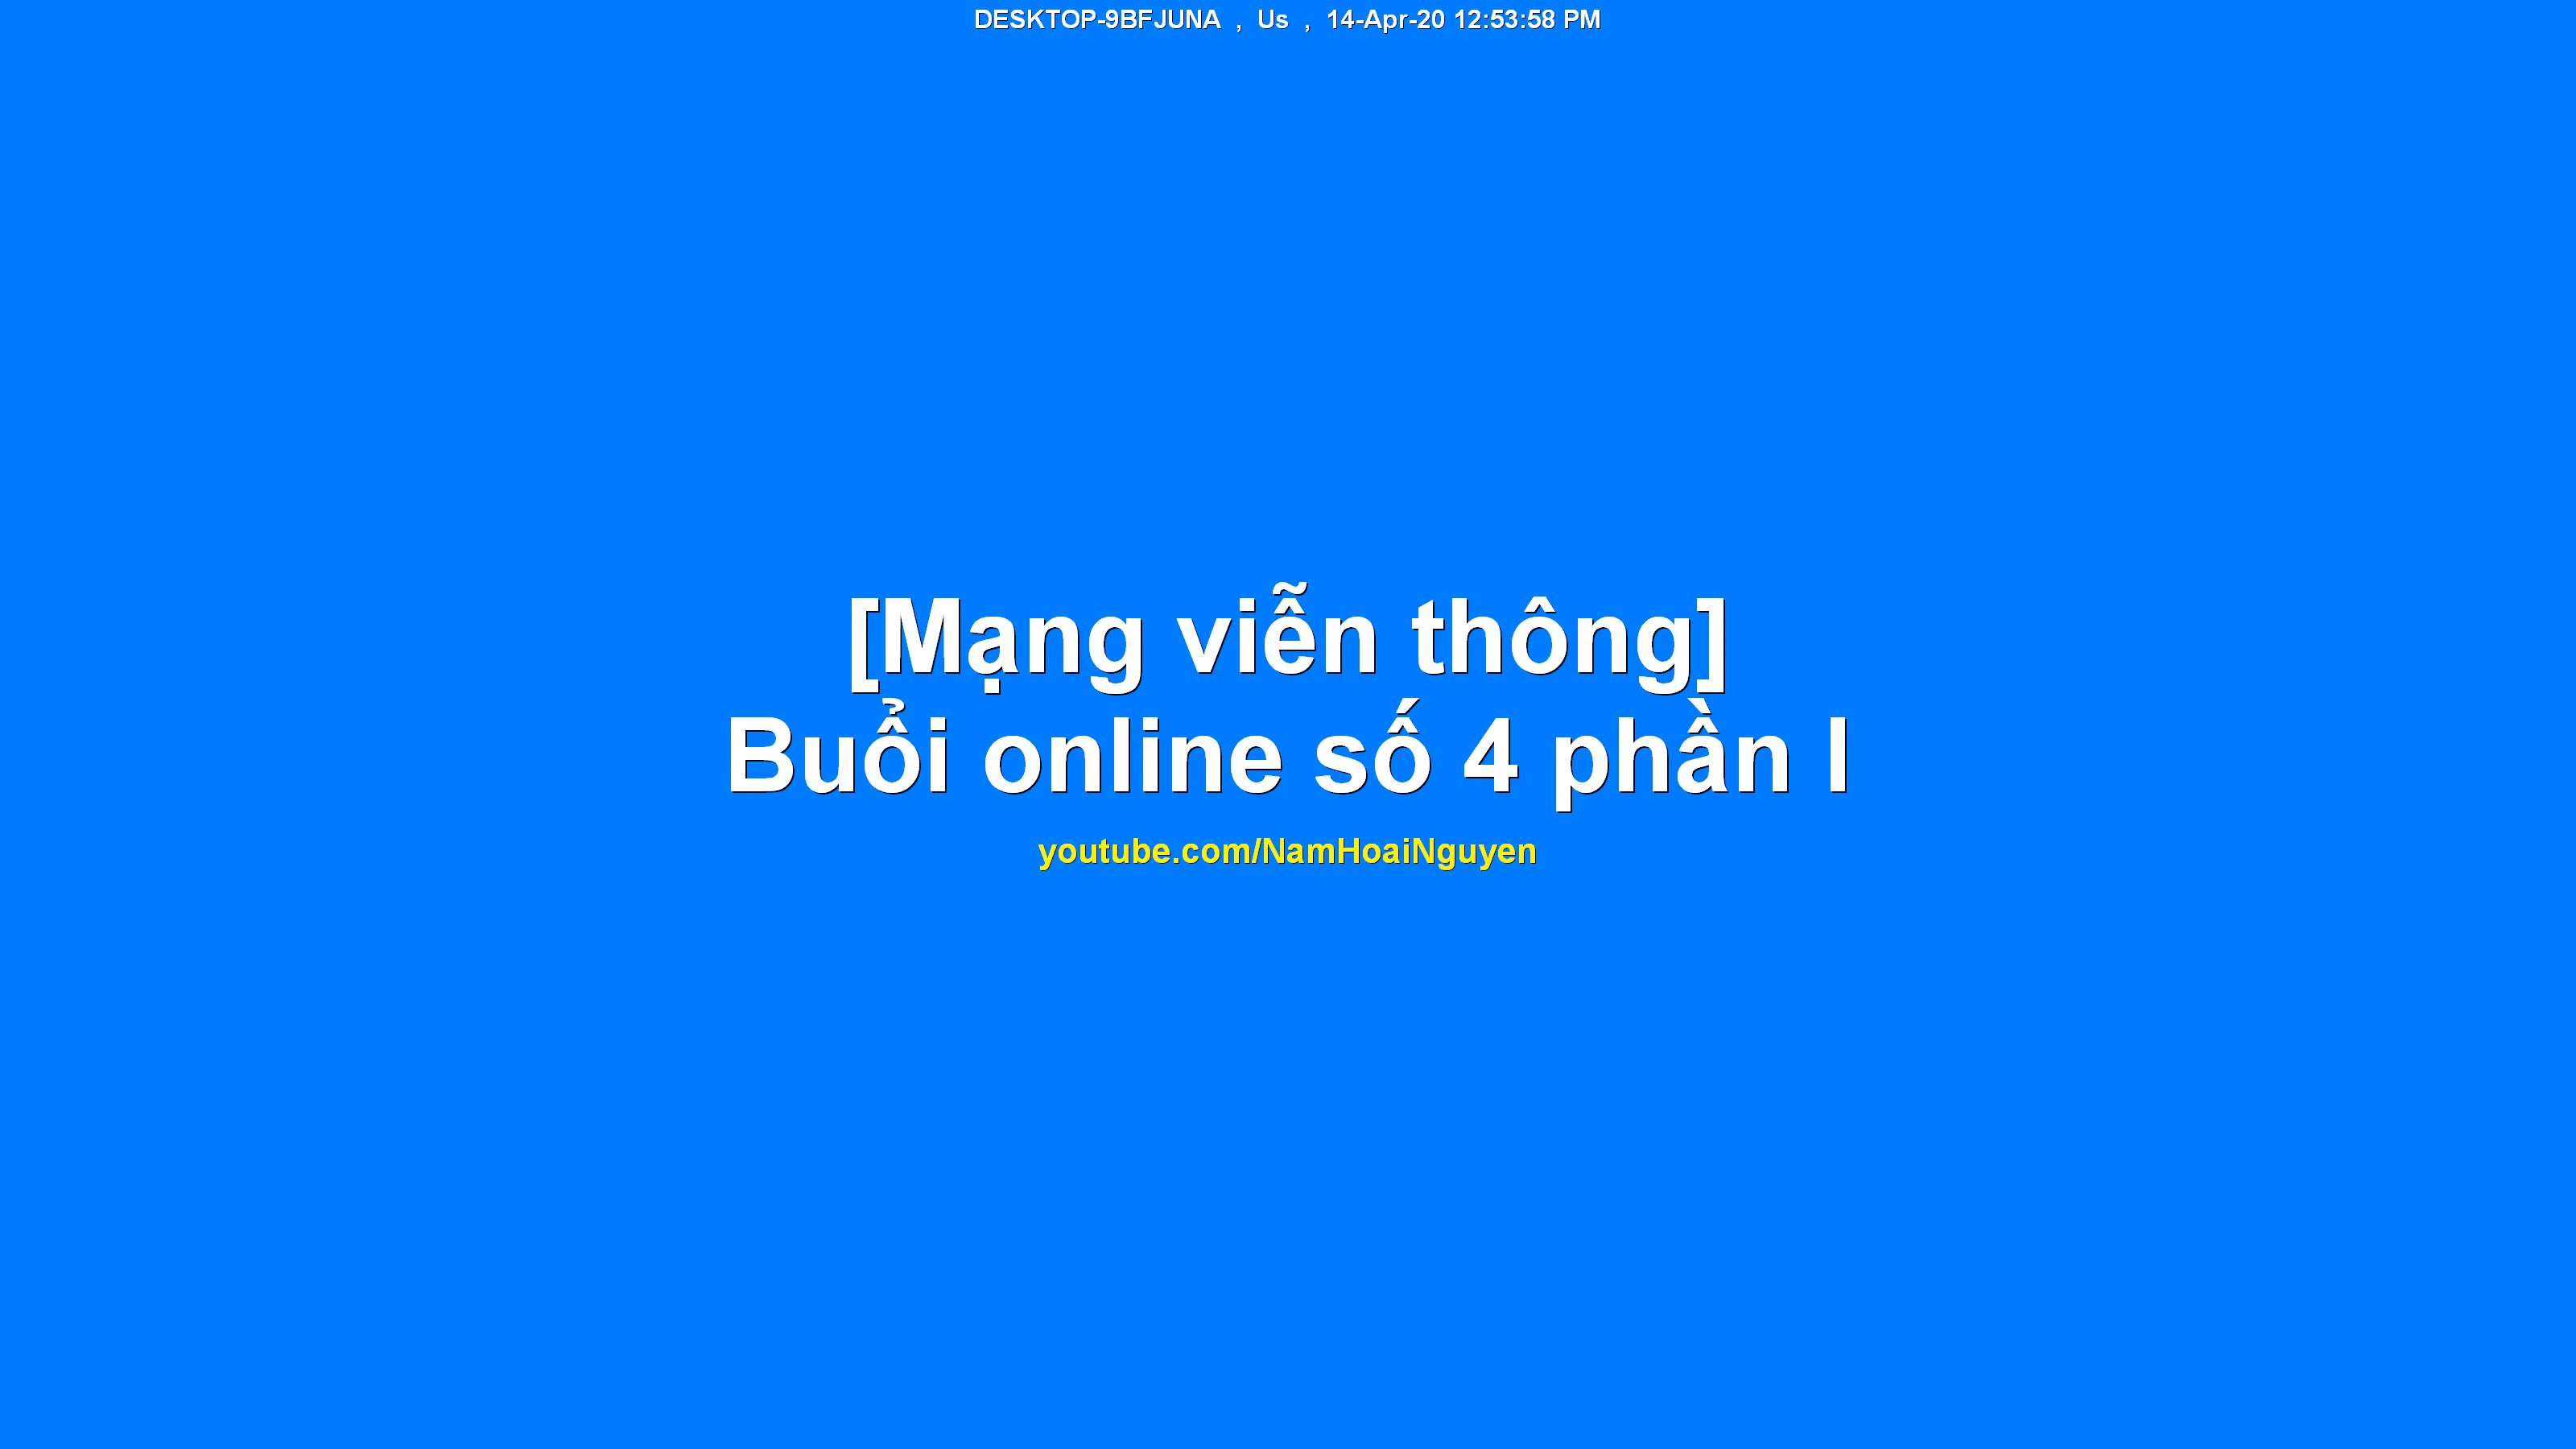 DESKTOP-9BFJUNA , Us , 14-Apr-20 12:53:58 PM
[Mạng viễn thông]
Buổi online số 4 phần I
youtube.com/NamHoaiNguyen